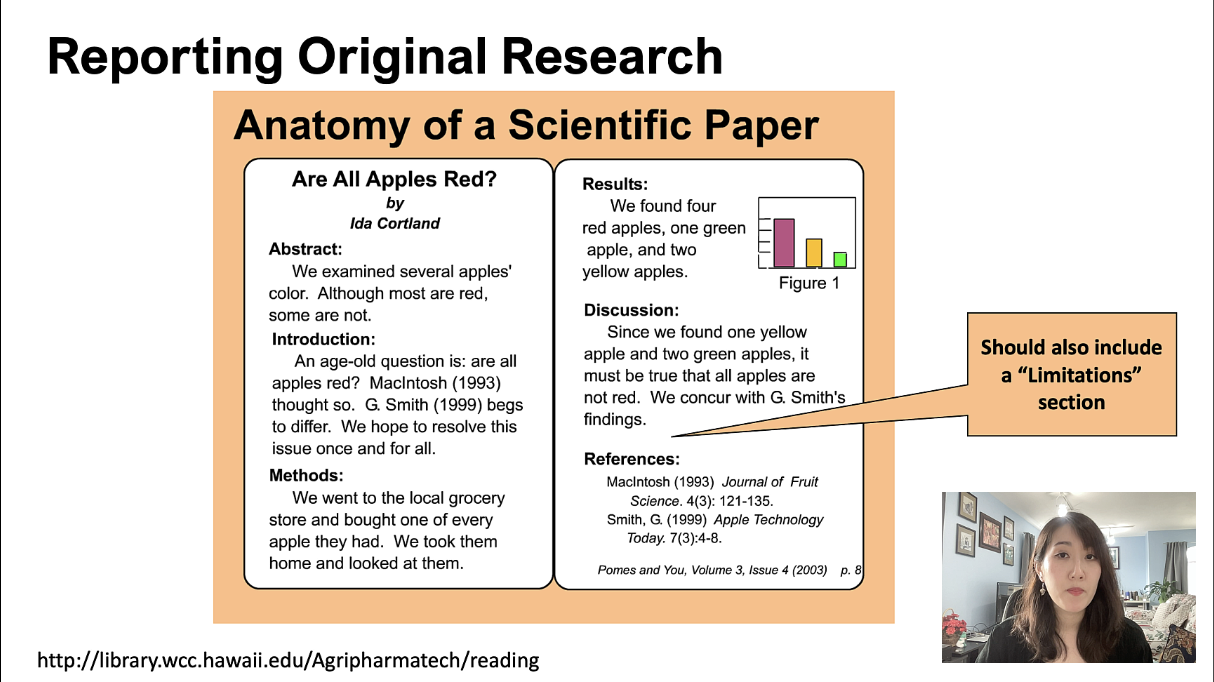 Reporting Original Research
Anatomy of a Scientific Paper
Are All Apples Red?
by
Ida Cortland
Abstract:
We examined several apples'
color. Although most are red,
some are not.
Introduction:
An age-old question is: are all
apples red? MacIntosh (1993)
thought so. G. Smith (1999) begs
to differ. We hope to resolve this
issue once and for all.
Methods:
We went to the local grocery
store and bought one of every
apple they had. We took them
home and looked at them.
Results:
We found four
red apples, one green
apple, and two
yellow apples.
Figure 1
Discussion:
Since we found one yellow
apple and two green apples, it
must be true that all apples are
not red. We concur with G. Smith's
findings.
References:
MacIntosh (1993) Journal of Fruit
Science. 4(3): 121-135.
Smith, G. (1999) Apple Technology
Today. 7(3):4-8.
Pomes and You, Volume 3, Issue 4 (2003) p. 8
Should also include
a “Limitations”
section
http://library.wcc.hawaii.edu/Agripharmatech/reading